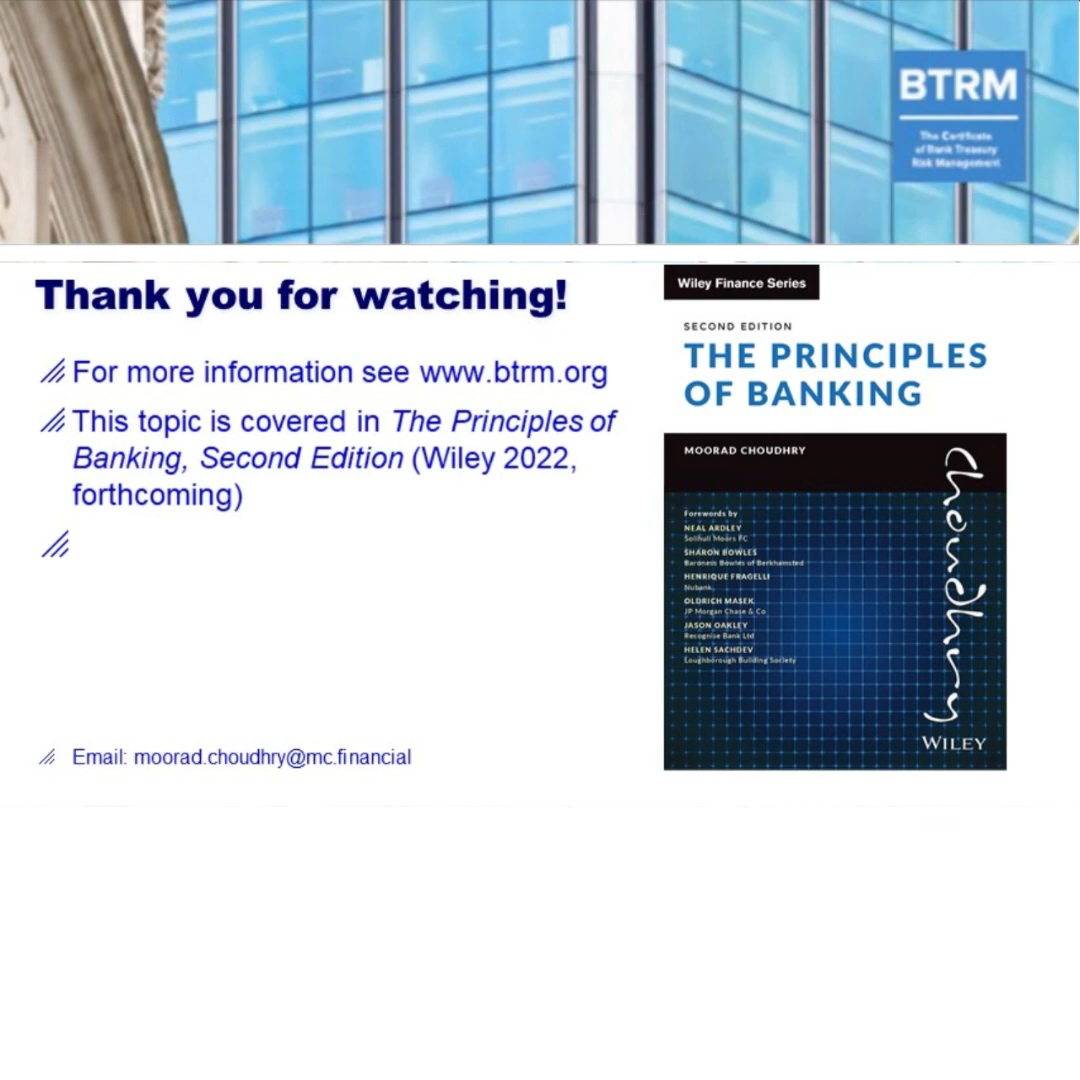 BTRM
The Certificate
of Bank Treasury
Risk Management
Thank you for watching!
For more information see www.btrm.org
This topic is covered in The Principles of
Banking, Second Edition (Wiley 2022,
forthcoming)
Email: moorad.choudhry@mc.financial
Wiley Finance Series
SECOND EDITION
THE PRINCIPLES
OF BANKING
MOORAD CHOUDHRY
Forewords by
NEAL ARDLEY
Solihull Moors FC
SHARON BOWLES
Baroness Bowles of Berkhamsted
HENRIQUE FRAGELLI
Nubank
OLDRICH MASEK
JP Morgan Chase & Co
JASON OAKLEY
Recognise Bank Ltd
HELEN SACHDEV
Loughborough Building Society
choudhry
WILEY